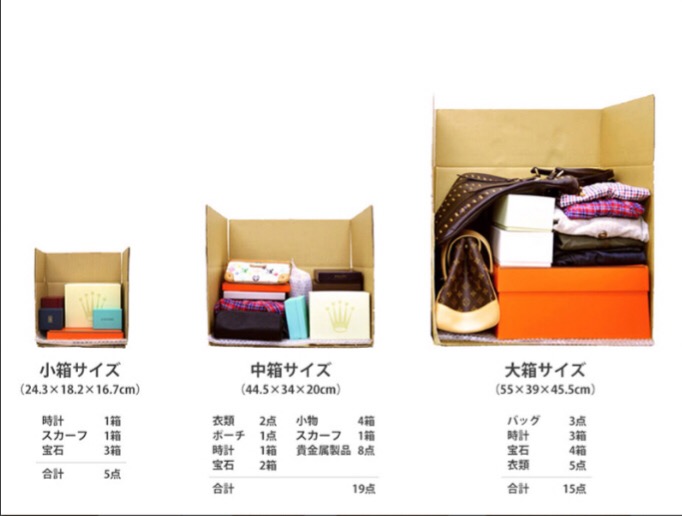 小箱サイズ
（24.3×18.2×16.7cm）
時計 1箱
スカーフ 1箱
宝石 3箱
合計 5点
中箱サイズ
（44.5×34×20cm）
衣類 2点 小物 4箱
ポーチ 1点 スカーフ 1箱
時計 1箱 貴金属製品 8点
宝石 2箱
合計 19点
大箱サイズ
（55×39×45.5cm）
バッグ 3点
時計 3箱
宝石 4箱
衣類 5点
合計 15点